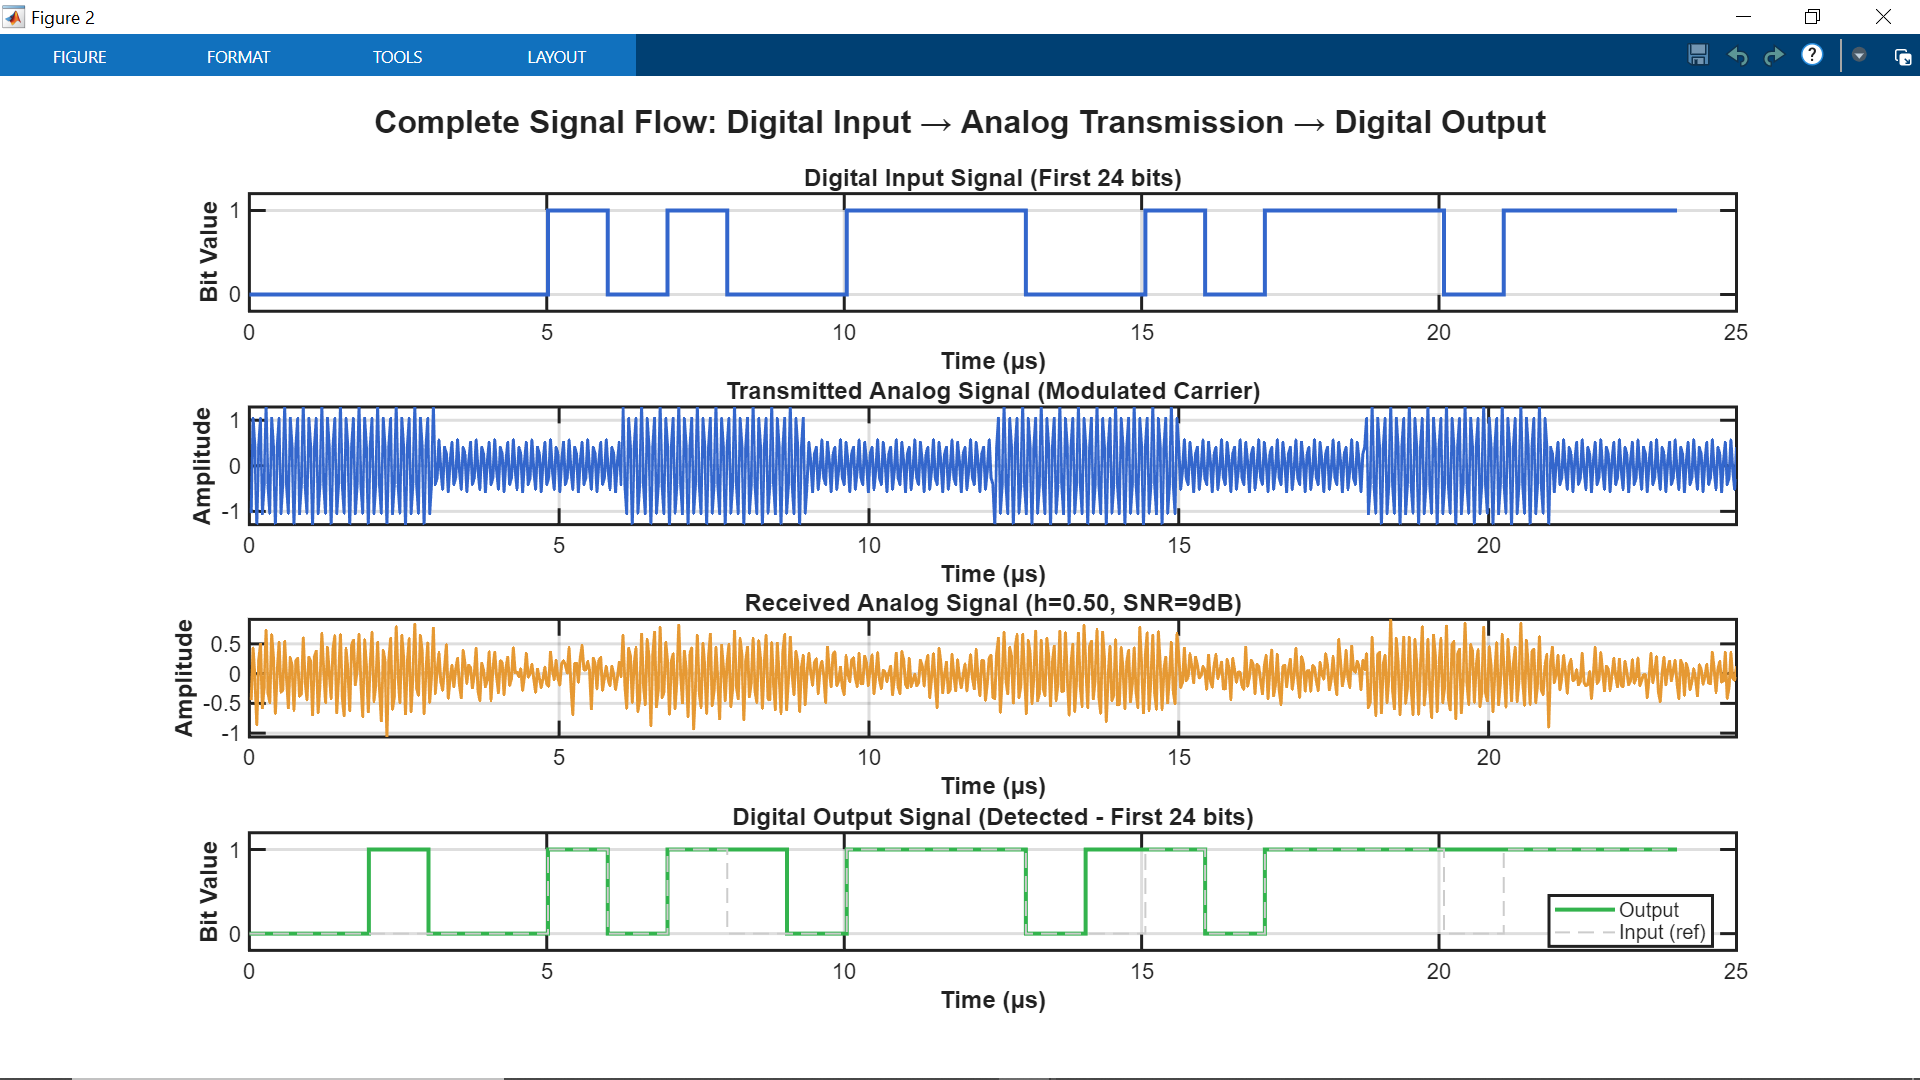 Figure 2
FIGURE FORMAT TOOLS LAYOUT
?
Complete Signal Flow: Digital Input → Analog Transmission → Digital Output
Digital Input Signal (First 24 bits)
Bit Value
1
0
0 5 10 15 20 25
Time (µs)
Transmitted Analog Signal (Modulated Carrier)
Amplitude
1
0
-1
0 5 10 15 20
Time (µs)
Received Analog Signal (h=0.50, SNR=9dB)
Amplitude
0.5
0
-0.5
-1
0 5 10 15 20
Time (µs)
Digital Output Signal (Detected - First 24 bits)
Bit Value
1
0
Output
Input (ref)
0 5 10 15 20 25
Time (µs)